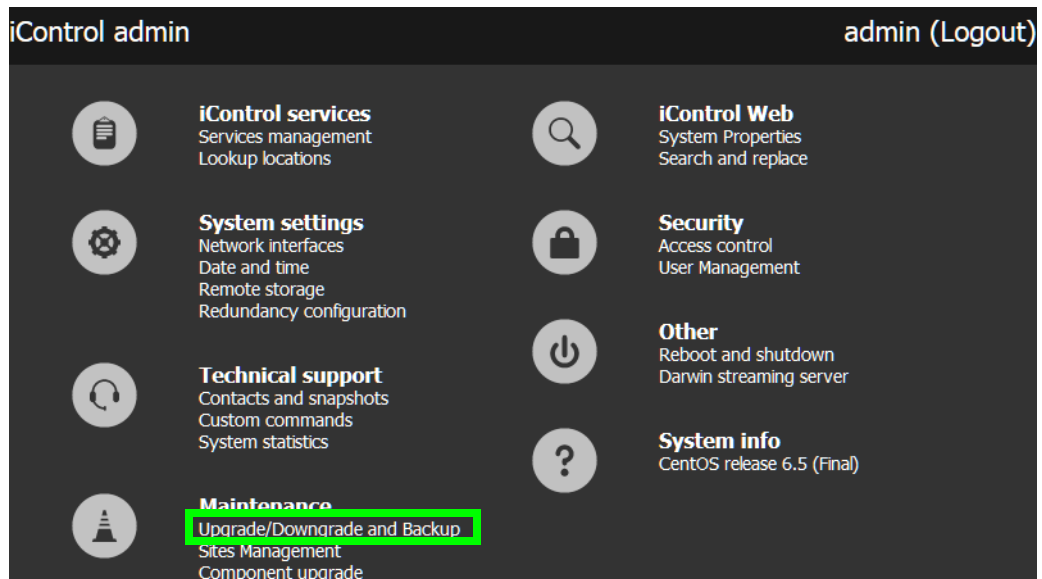 iControl admin
admin (Logout)
iControl services
Services management
Lookup locations
System settings
Network interfaces
Date and time
Remote storage
Redundancy configuration
Technical support
Contacts and snapshots
Custom commands
System statistics
Maintenance
Upgrade/Downgrade and Backup
Sites Management
Component upgrade
iControl Web
System Properties
Search and replace
Security
Access control
User Management
Other
Reboot and shutdown
Darwin streaming server
System info
CentOS release 6.5 (Final)